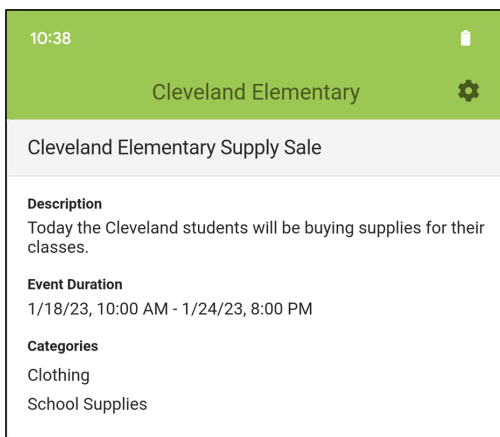 10:38
Cleveland Elementary
Cleveland Elementary Supply Sale
Description
Today the Cleveland students will be buying supplies for their
classes.
Event Duration
1/18/23, 10:00 AM - 1/24/23, 8:00 PM
Categories
Clothing
School Supplies